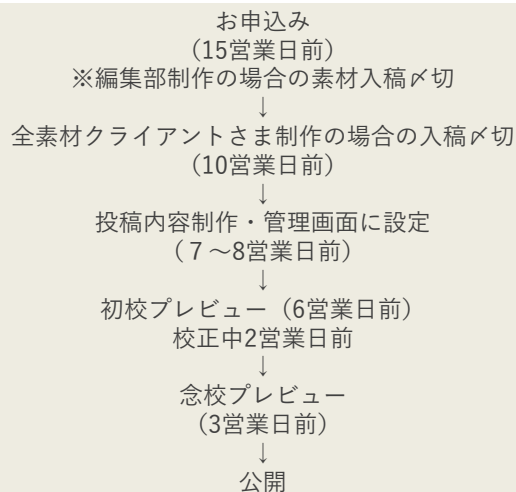 お申込み
(15営業日前)
※編集部制作の場合の素材入稿〆切
↓
全素材クライアントさま制作の場合の入稿〆切
(10営業日前)
↓
投稿内容制作・管理画面に設定
(７～8営業日前)
↓
初校プレビュー（6営業日前)
校正中2営業日前
↓
念校プレビュー
(3営業日前)
↓
公開